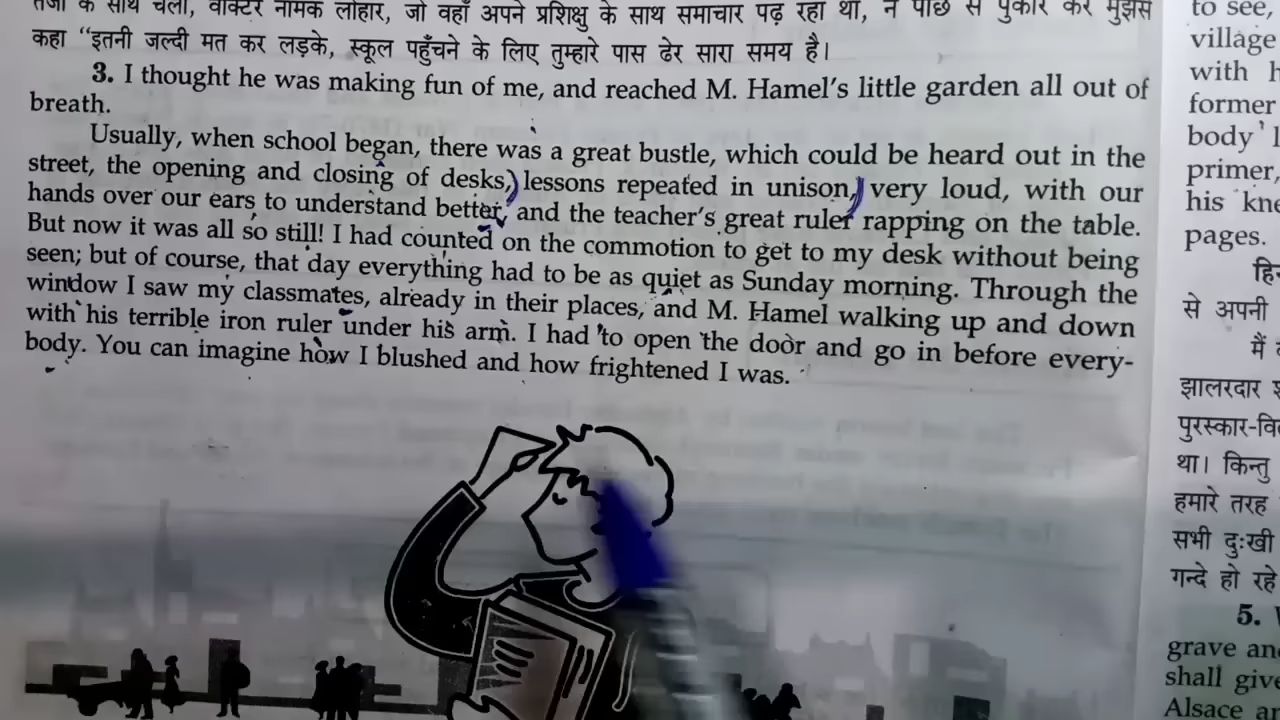 तेजी के साथ चला, वाक्टर नामक लोहार, जो वहाँ अपने प्रशिक्षु के साथ समाचार पढ़ रहा था, ने पीछे से पुकार कर मुझसे
कहा “इतनी जल्दी मत कर लड़के, स्कूल पहुँचने के लिए तुम्हारे पास ढेर सारा समय है।
3. I thought he was making fun of me, and reached M. Hamel's little garden all out of
breath.
Usually, when school began, there was a great bustle, which could be heard out in the
street, the opening and closing of desks, lessons repeated in unison, very loud, with our
hands over our ears to understand better, and the teacher's great ruler rapping on the table.
But now it was all so still! I had counted on the commotion to get to my desk without being
seen; but of course, that day everything had to be as quiet as Sunday morning. Through the
window I saw my classmates, already in their places, and M. Hamel walking up and down
with his terrible iron ruler under his arm. I had to open the door and go in before every-
body. You can imagine how I blushed and how frightened I was.
to see,
village
with
former
body
primer,
his
pages.
से अपनी
मैं
झालरदार
पुरस्कार-
था। किन्तु
हमारे तरह
सभी दुःखी
गन्दे हो रहे
5.
grave
shall
Alsace